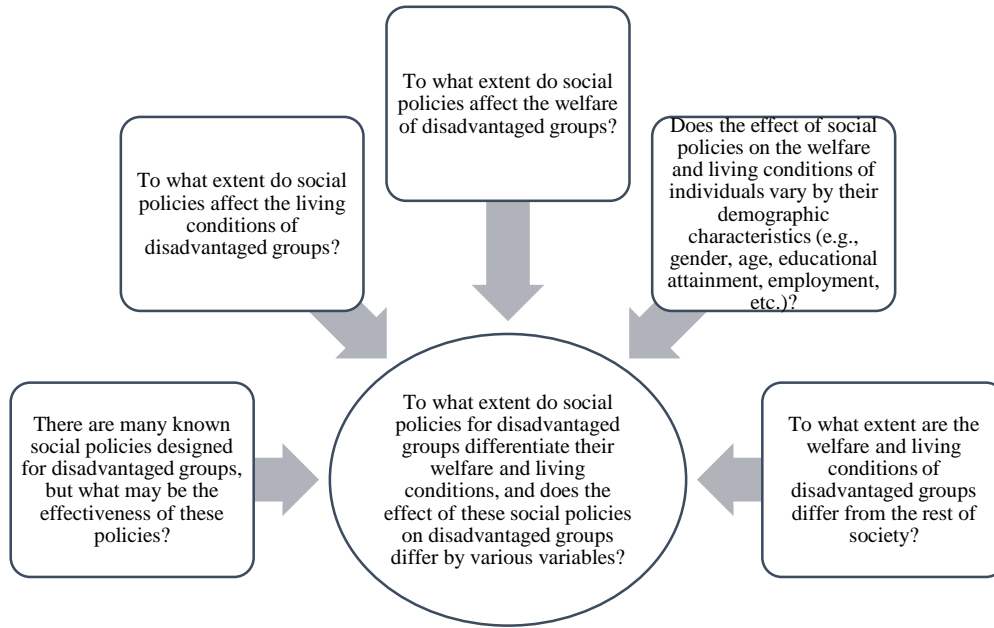 To what extent do social
policies affect the welfare
of disadvantaged groups?
To what extent do social
policies affect the living
conditions of
disadvantaged groups?
Does the effect of social
policies on the welfare
and living conditions of
individuals vary by their
demographic
characteristics (e.g.,
gender, age, educational
attainment, employment,
etc.)?
There are many known
social policies designed
for disadvantaged groups,
but what may be the
effectiveness of these
policies?
To what extent do social
policies for disadvantaged
groups differentiate their
welfare and living
conditions, and does the
effect of these social policies
on disadvantaged groups
differ by various variables?
To what extent are the
welfare and living
conditions of
disadvantaged groups
differ from the rest of
society?